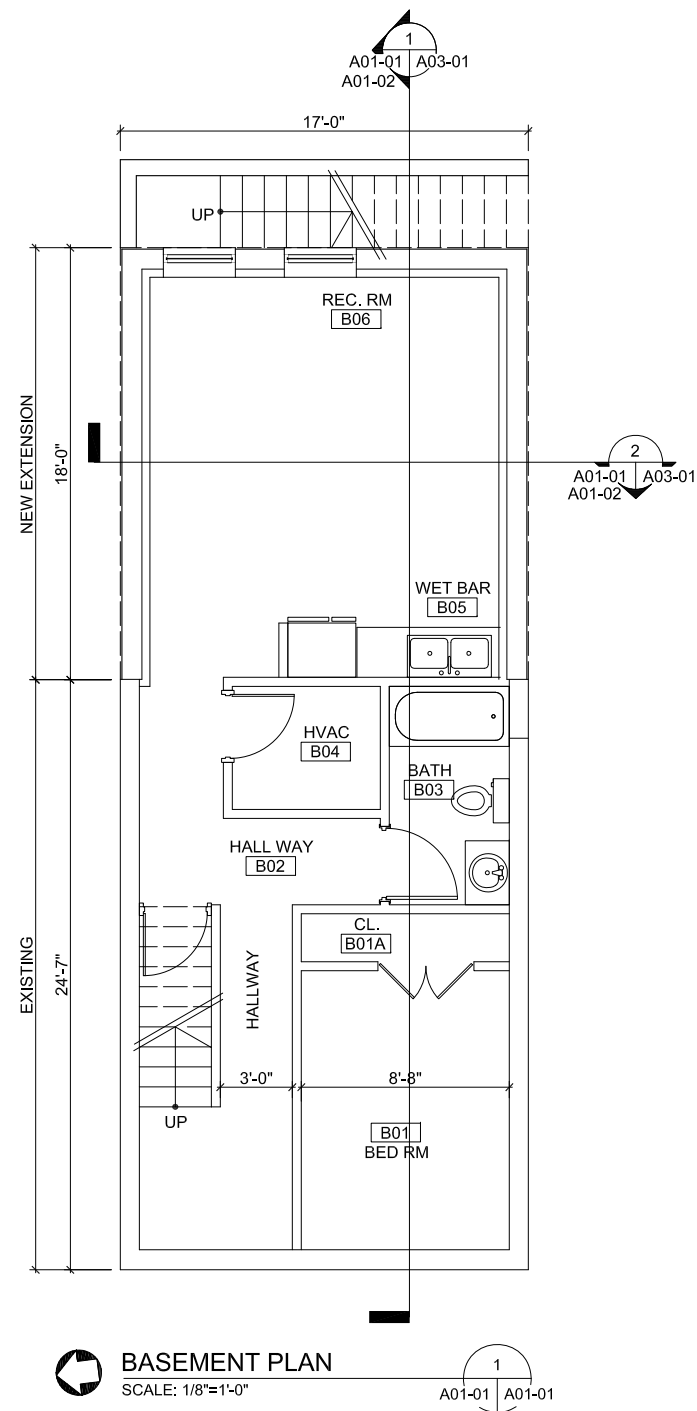 1
A01-01 A03-01
A01-02
17'-0"
UP
REC. RM
B06
NEW EXTENSION
18'-0"
2
A01-01 A03-01
A01-02
WET BAR
B05
HVAC
B04
BATH
B03
HALL WAY
B02
CL.
B01A
EXISTING
24'-7"
HALLWAY
3'-0"
8'-8"
UP
B01
BED RM
BASEMENT PLAN
SCALE: 1/8"=1'-0"
1
A01-01 A01-01